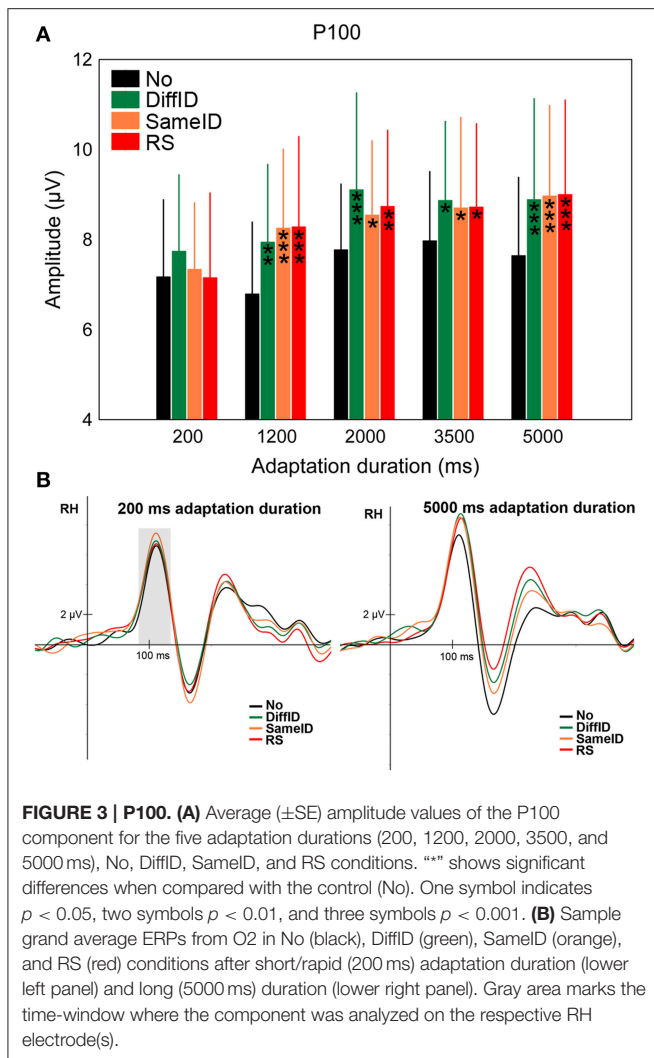 A
P100
12
10
8
6
4
Amplitude (µV)
No
DiffID
SameID
RS
** *** ***
*** * **
* * *
*** *** ***
200 1200 2000 3500 5000
Adaptation duration (ms)
B
RH
200 ms adaptation duration
2 µV
100 ms
No
DiffID
SameID
RS
RH
5000 ms adaptation duration
2 µV
100 ms
No
DiffID
SameID
RS
FIGURE 3 | P100. (A) Average (±SE) amplitude values of the P100
component for the five adaptation durations (200, 1200, 2000, 3500, and
5000 ms), No, DiffID, SameID, and RS conditions. “*” shows significant
differences when compared with the control (No). One symbol indicates
p < 0.05, two symbols p < 0.01, and three symbols p < 0.001. (B) Sample
grand average ERPs from O2 in No (black), DiffID (green), SameID (orange),
and RS (red) conditions after short/rapid (200 ms) adaptation duration (lower
left panel) and long (5000 ms) duration (lower right panel). Gray area marks the
time-window where the component was analyzed on the respective RH
electrode(s).